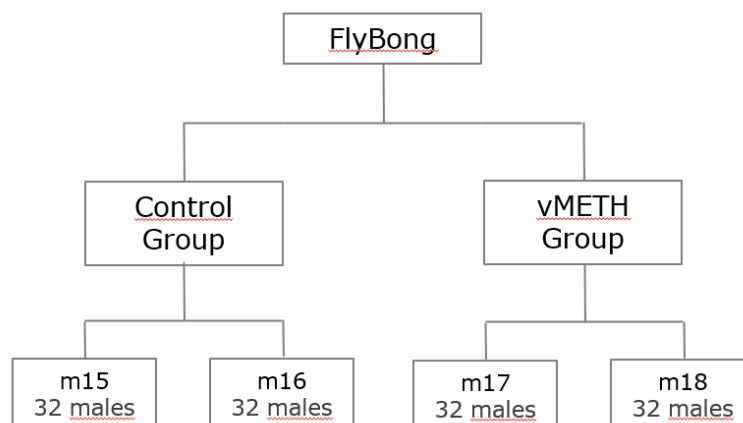 FlyBong
Control
Group
vMETH
Group
m15
32 males
m16
32 males
m17
32 males
m18
32 males